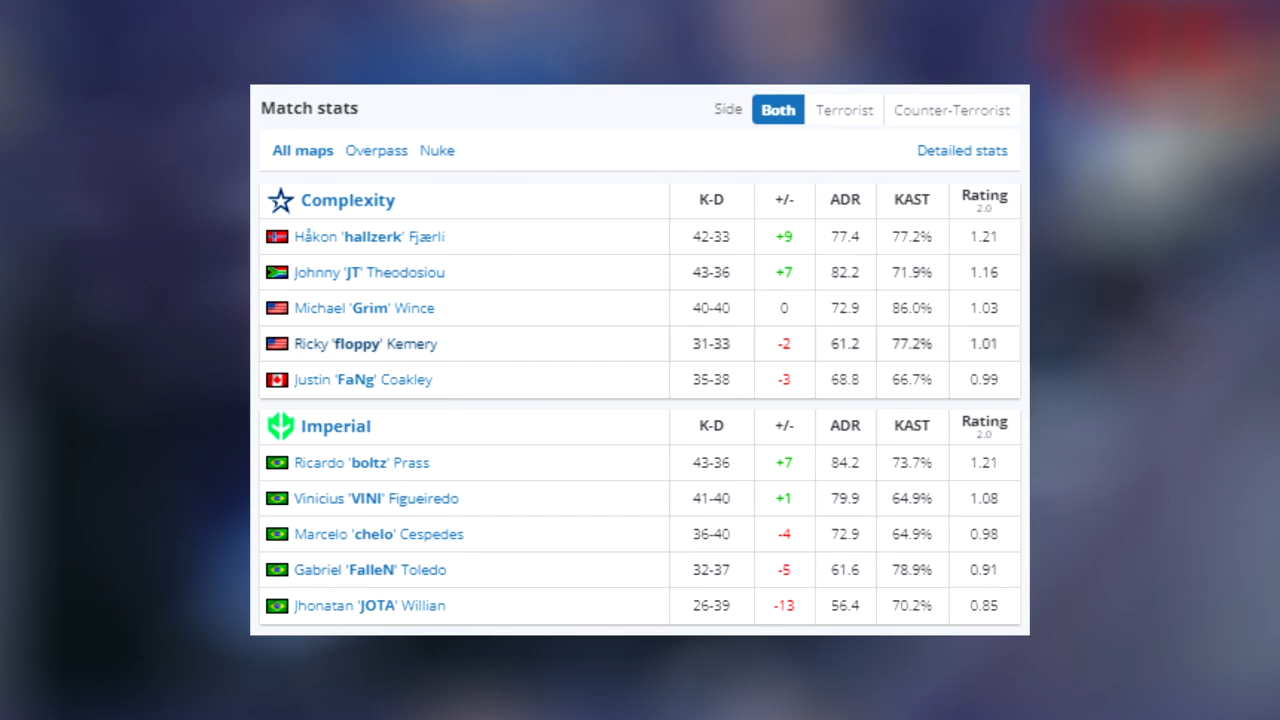 Match stats Side Both Terrorist Counter-Terrorist
All maps Overpass Nuke Detailed stats
Complexity K-D +/- ADR KAST Rating 2.0
Håkon 'hallzerk' Fjærli 42-33 +9 77.4 77.2% 1.21
Johnny 'JT' Theodosiou 43-36 +7 82.2 71.9% 1.16
Michael 'Grim' Wince 40-40 0 72.9 86.0% 1.03
Ricky 'floppy' Kemery 31-33 -2 61.2 77.2% 1.01
Justin 'FaNg' Coakley 35-38 -3 68.8 66.7% 0.99
Imperial K-D +/- ADR KAST Rating 2.0
Ricardo 'boltz' Prass 43-36 +7 84.2 73.7% 1.21
Vinicius 'VINI' Figueiredo 41-40 +1 79.9 64.9% 1.08
Marcelo 'chelo' Cespedes 36-40 -4 72.9 64.9% 0.98
Gabriel 'FalleN' Toledo 32-37 -5 61.6 78.9% 0.91
Jhonatan 'JOTA' Willian 26-39 -13 56.4 70.2% 0.85